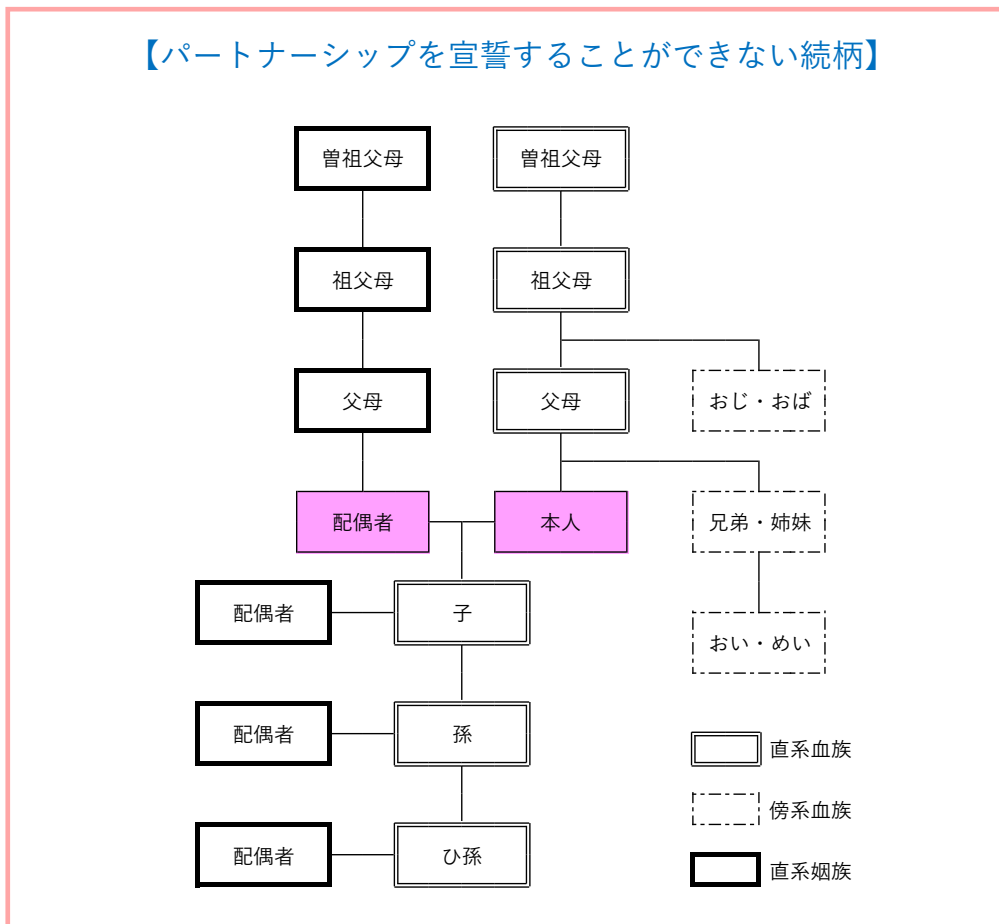 【パートナーシップを宣誓することができない続柄】
曽祖父母
曽祖父母
祖父母
祖父母
父母
父母
おじ・おば
配偶者
本人
兄弟・姉妹
配偶者
子
おい・めい
配偶者
孫
直系血族
傍系血族
配偶者
ひ孫
直系姻族